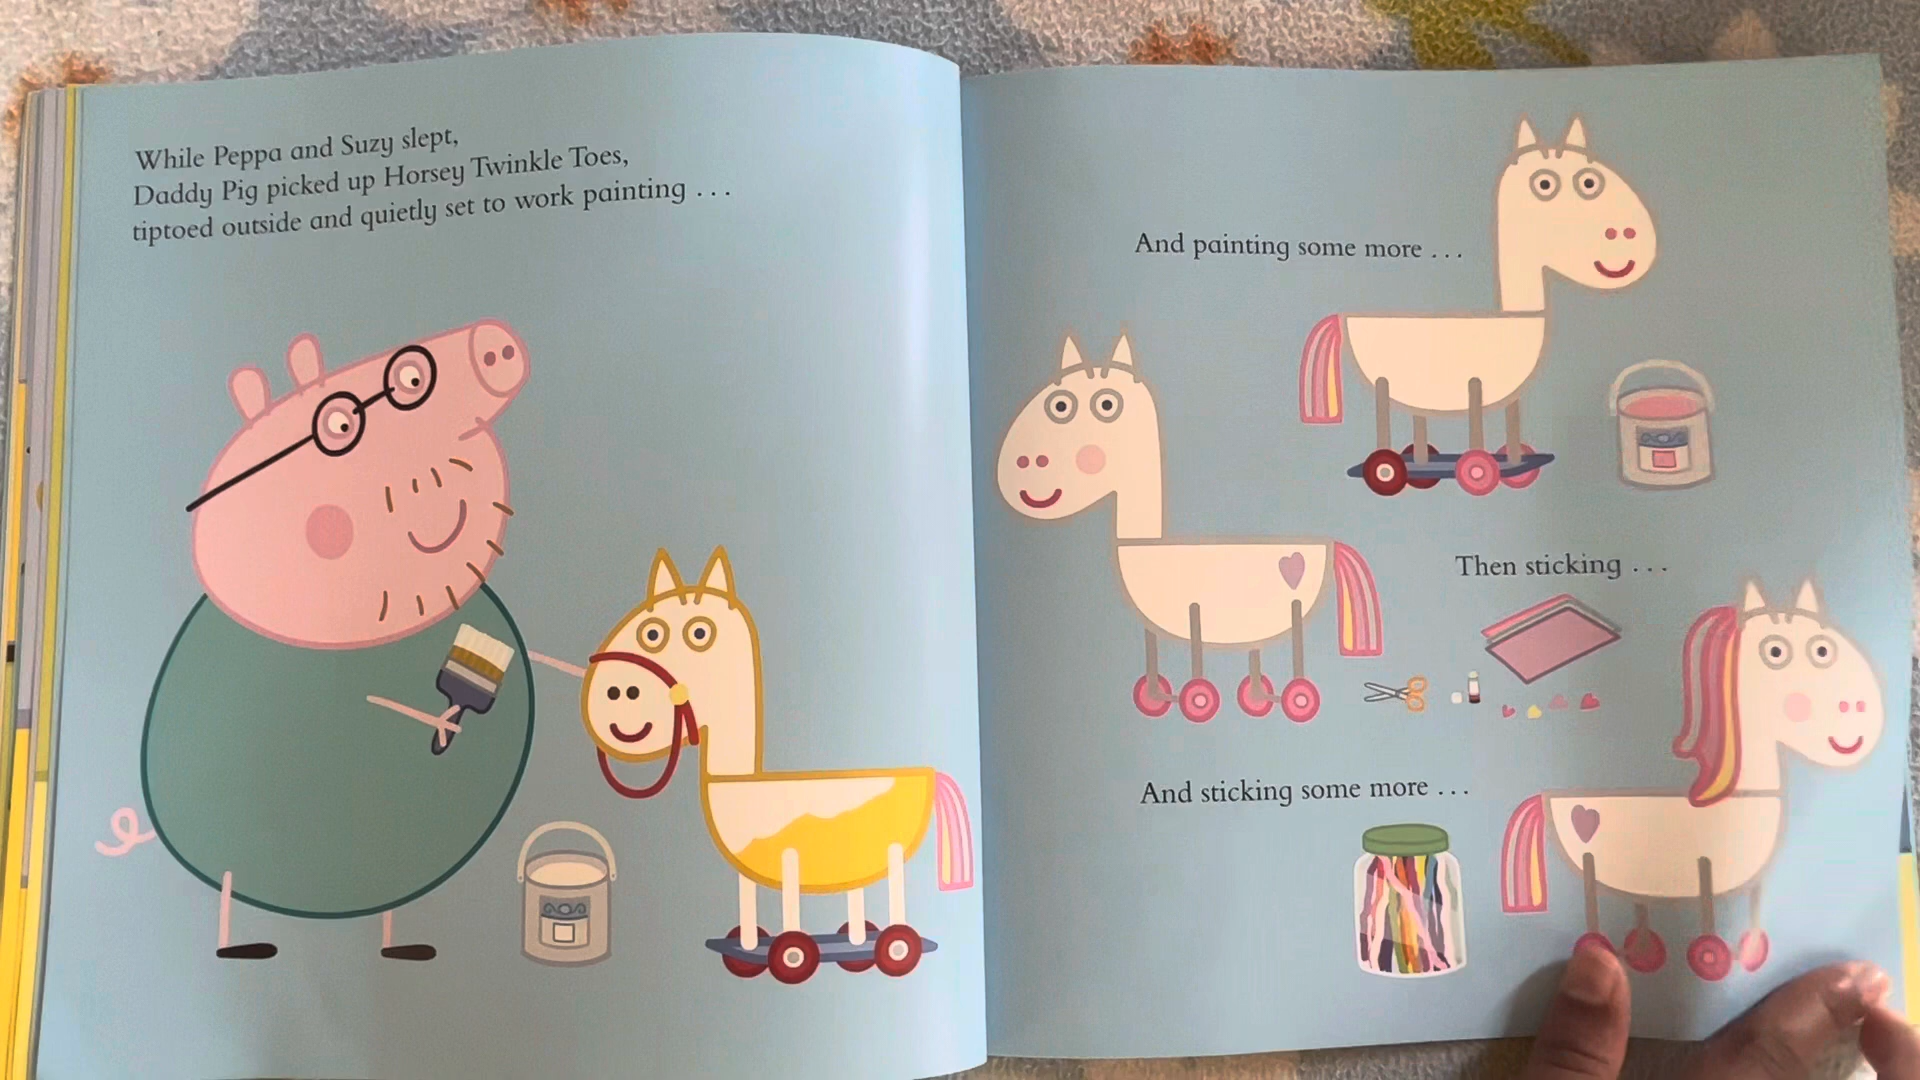 While Peppa and Suzy slept,
Daddy Pig picked up Horsey Twinkle Toes,
tiptoed outside and quietly set to work painting . . .
And painting some more . . .
Then sticking . . .
And sticking some more . . .